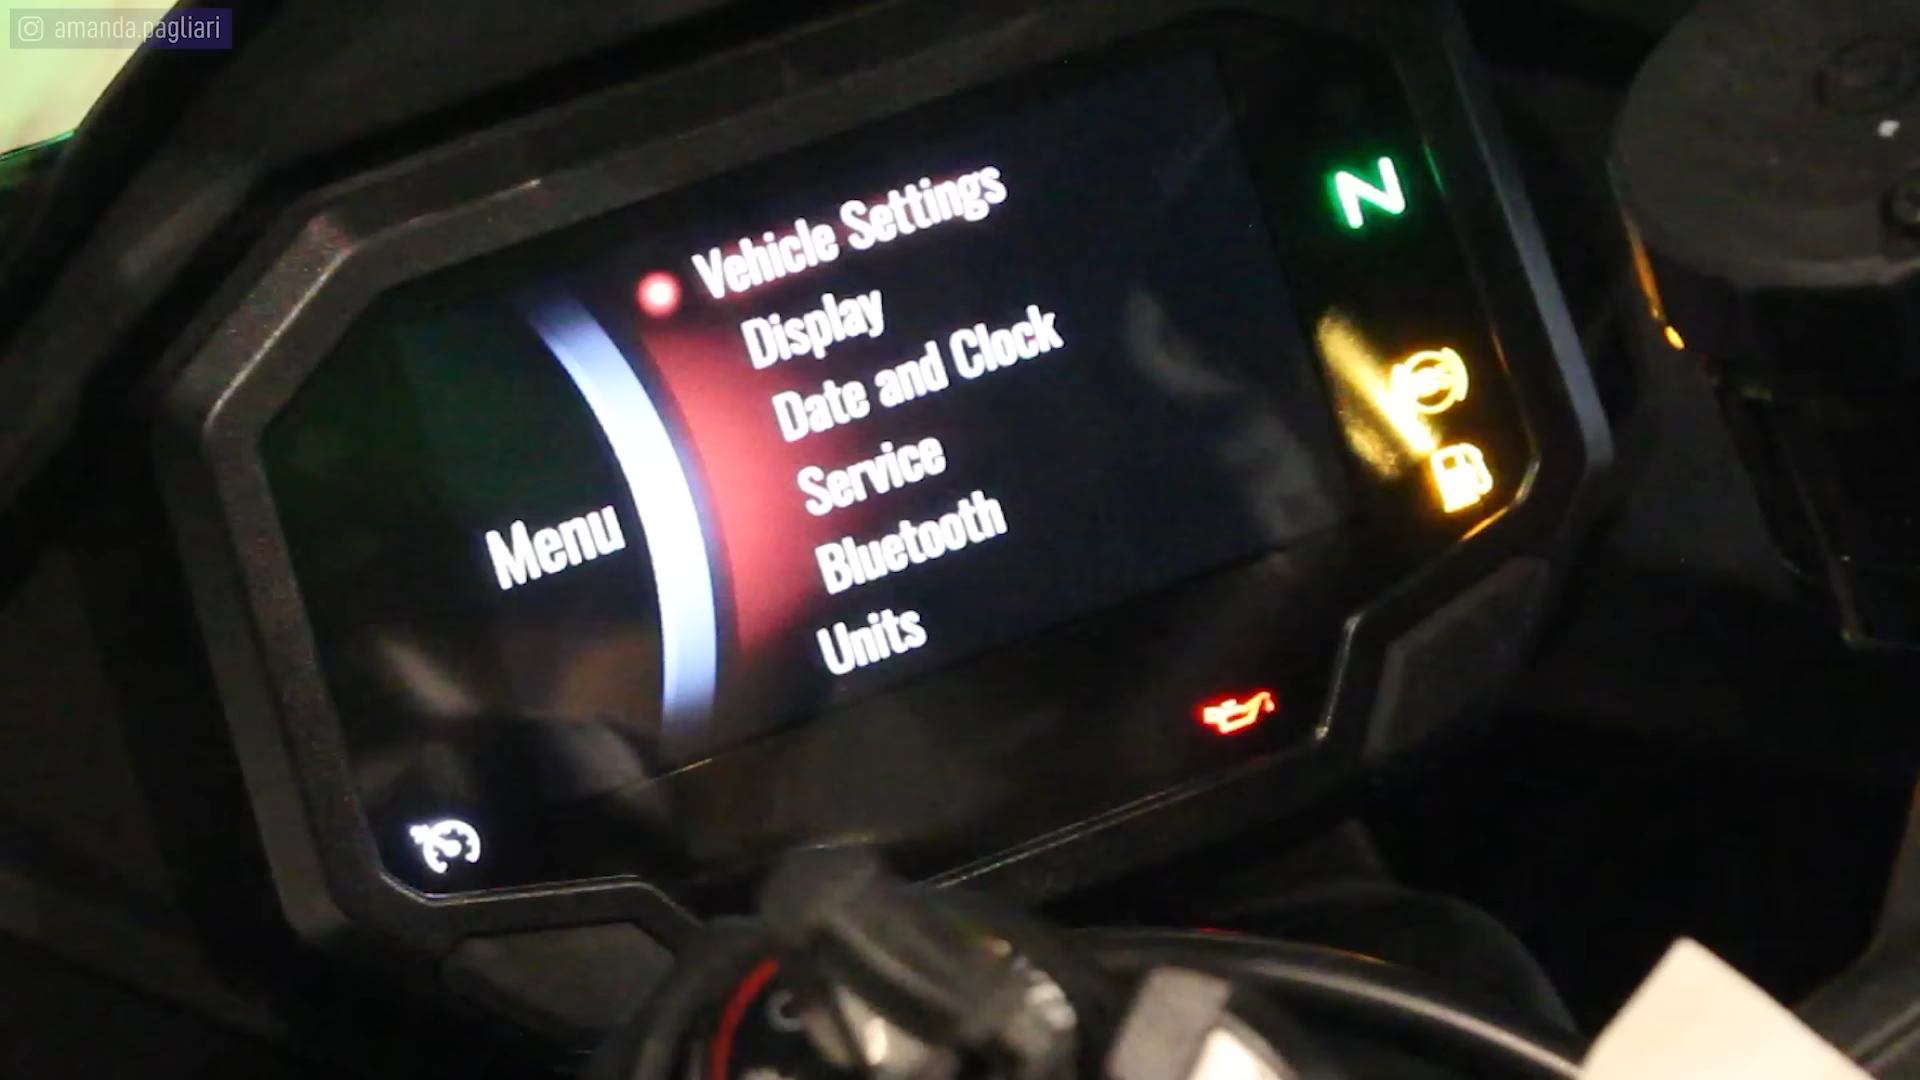 amanda.pagliari
Vehicle Settings
Display
Date and Clock
Service
Bluetooth
Units
Menu
N